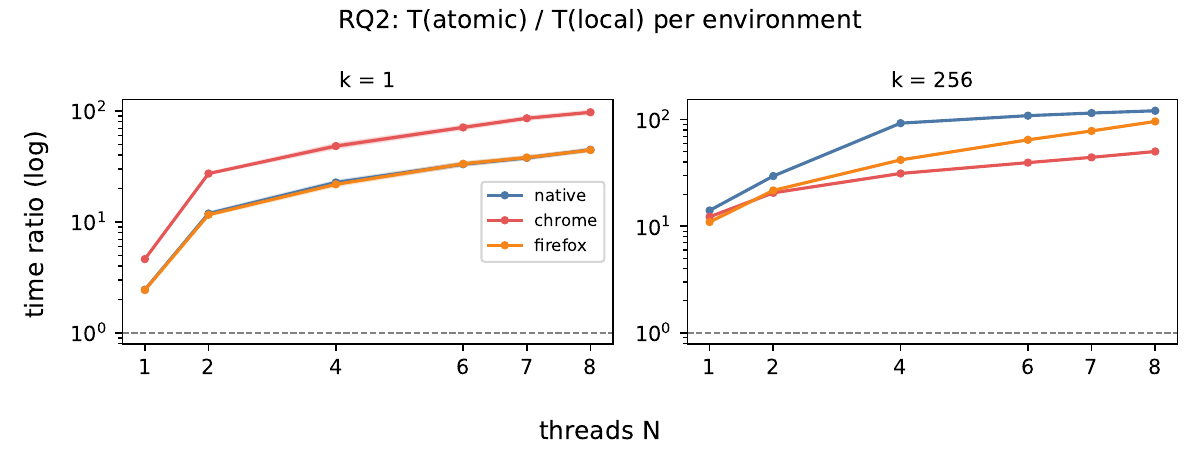 RQ2: T(atomic) / T(local) per environment
k = 1
k = 256
time ratio (log)
10²
10¹
10⁰
native
chrome
firefox
1 2 4 6 7 8
10²
10¹
10⁰
1 2 4 6 7 8
threads N